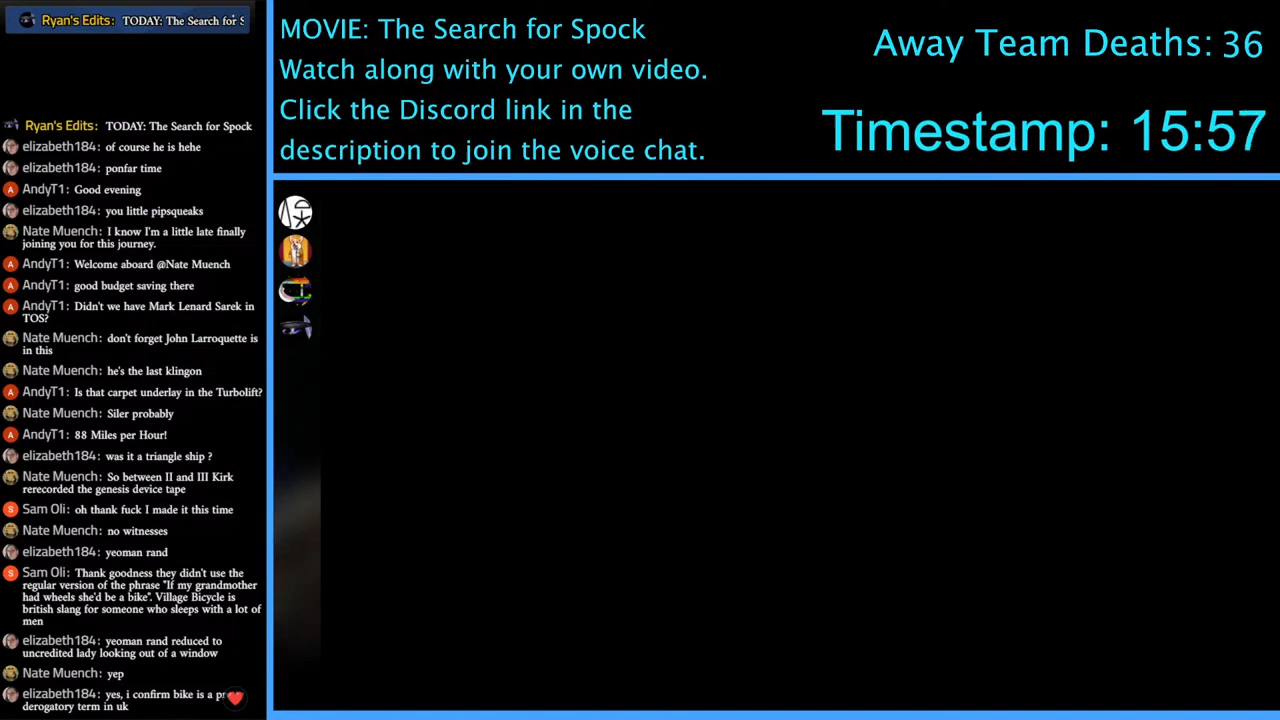 Ryan's Edits: TODAY: The Search for S
Ryan's Edits: TODAY: The Search for Spock
elizabeth184: of course he is hehe
elizabeth184: ponfar time
A AndyT1: Good evening
elizabeth184: you little pipsqueaks
Nate Muench: I know I'm a little late finally
joining you for this journey.
A AndyT1: Welcome aboard @Nate Muench
A AndyT1: good budget saving there
A AndyT1: Didn't we have Mark Lenard Sarek in
TOS?
Nate Muench: don't forget John Larroquette is
in this
Nate Muench: he's the last klingon
A AndyT1: Is that carpet underlay in the Turbolift?
Nate Muench: Siler probably
A AndyT1: 88 Miles per Hour!
elizabeth184: was it a triangle ship ?
Nate Muench: So between II and III Kirk
rerecorded the genesis device tape
S Sam Oli: oh thank fuck I made it this time
Nate Muench: no witnesses
elizabeth184: yeoman rand
S Sam Oli: Thank goodness they didn't use the
regular version of the phrase "If my grandmother
had wheels she'd be a bike". Village Bicycle is
british slang for someone who sleeps with a lot of
men
elizabeth184: yeoman rand reduced to
uncredited lady looking out of a window
Nate Muench: yep
elizabeth184: yes, i confirm bike is a
derogatory term in uk
MOVIE: The Search for Spock
Watch along with your own video.
Click the Discord link in the
description to join the voice chat.
Away Team Deaths: 36
Timestamp: 15:57